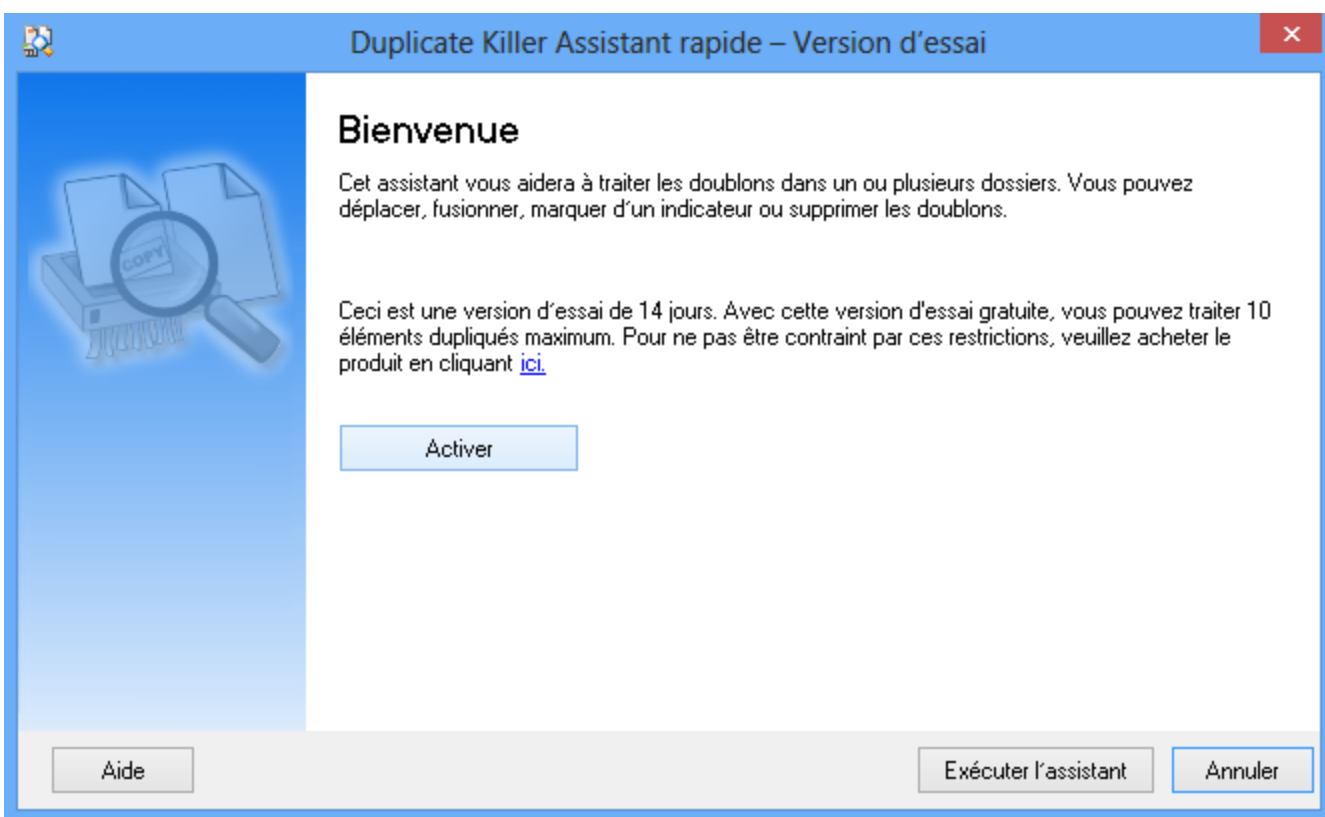 Duplicate Killer Assistant rapide – Version d'essai
Bienvenue
Cet assistant vous aidera à traiter les doublons dans un ou plusieurs dossiers. Vous pouvez
déplacer, fusionner, marquer d´un indicateur ou supprimer les doublons.
COPY
Ceci est une version d´essai de 14 jours. Avec cette version d'essai gratuite, vous pouvez traiter 10
éléments dupliqués maximum. Pour ne pas être contraint par ces restrictions, veuillez acheter le
produit en cliquant ici.
Activer
Aide
Exécuter l´assistant
Annuler